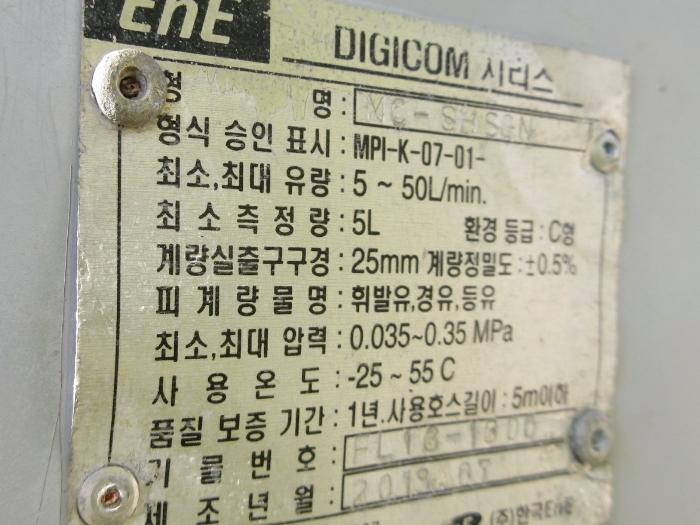 EnE DIGICOM 시리스
형 명 :
형식 승인 표시 : MPI-K-07-01-
최소,최대 유량 : 5 ~ 50L/min.
최 소 측 정 량 : 5L 환경 등급 : C형
계량실출구구경 : 25mm 계량정밀도 : ±0.5%
피 계 량 물 명 : 휘발유,경유,등유
최소,최대 압력 : 0.035~0.35 MPa
사 용 온 도 : -25 ~ 55 C
품질 보증 기간 : 1년.사용호스길이 : 5m이하
기 물 번 호 :
제 조 년 월 : 2019.07
(주)한국EnE